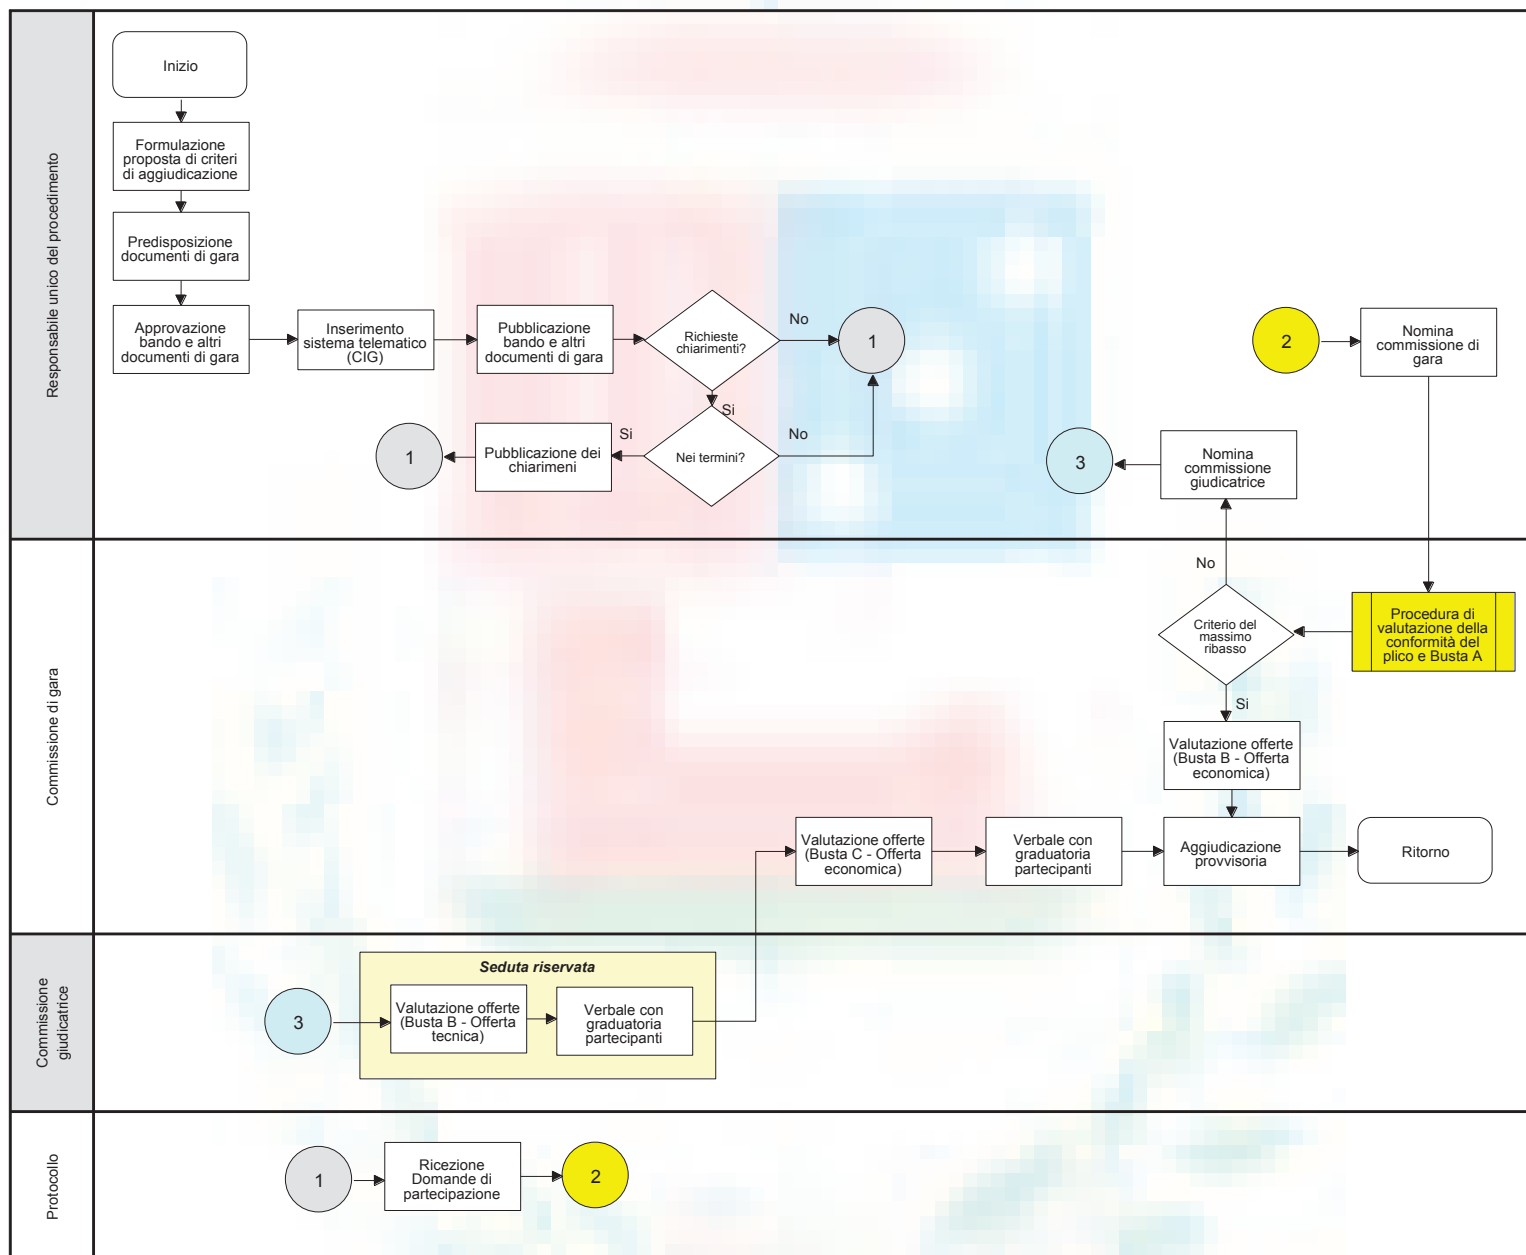 Responsabile unico del procedimento
Inizio
Formulazione
proposta di criteri
di aggiudicazione
Predisposizione
documenti di gara
Approvazione
bando e altri
documenti di gara
Inserimento
sistema telematico
(CIG)
Pubblicazione
bando e altri
documenti di gara
Richieste
chiarimenti?
No
1
Si
Nei termini?
No
Si
Pubblicazione dei
chiarimeni
1
2
Nomina
commissione di
gara
3
Nomina
commissione
giudicatrice
Commissione di gara
No
Criterio del
massimo
ribasso
Procedura di
valutazione della
conformità del
plico e Busta A
Si
Valutazione offerte
(Busta B - Offerta
economica)
Valutazione offerte
(Busta C - Offerta
economica)
Verbale con
graduatoria
partecipanti
Aggiudicazione
provvisoria
Ritorno
Commissione
giudicatrice
Seduta riservata
3
Valutazione offerte
(Busta B - Offerta
tecnica)
Verbale con
graduatoria
partecipanti
Protocollo
1
Ricezione
Domande di
partecipazione
2